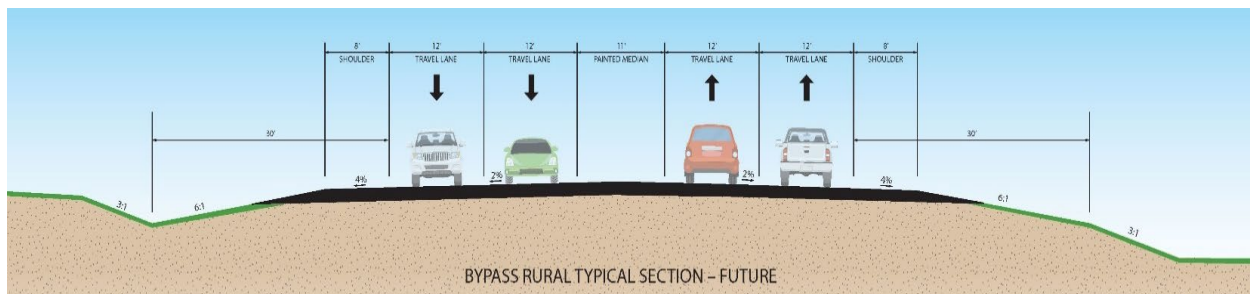 8' 12' 12' 11' 12' 12' 8'
SHOULDER TRAVEL LANE TRAVEL LANE PAINTED MEDIAN TRAVEL LANE TRAVEL LANE SHOULDER
30' 30'
4% 2% 2% 4%
3:1 6:1 6:1 3:1
BYPASS RURAL TYPICAL SECTION – FUTURE